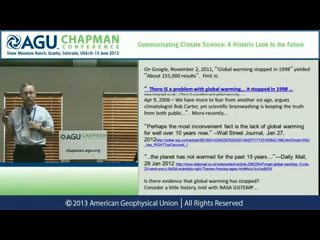 AGU CHAPMAN
CONFERENCE
Communicating Climate Science: A Historic Look to the Future
Snow Mountain Ranch, Granby, Colorado, USA | 8–13 June 2013
On Google, November 2, 2011, "Global warming stopped in 1998" yielded
"About 155,000 results". First is:
"There IS a problem with global warming... it stopped in 1998 ...
Apr 9, 2006 – We have more to fear from another ice age, argues
climatologist Bob Carter, yet scientific brainwashing is keeping the
truth from both public... More from....
"Perhaps the most inconvenient fact is the lack of global warming
for well over 10 years now." –Wall Street Journal, Jan 27,
2012
"...the planet has not warmed for the past 15 years..."—Daily Mail,
29 Jan 2012
Is there evidence that global warming has stopped?
Consider a little history, told with NASA GISTEMP...
AGU CHAPMAN
CONFERENCE
chapman.agu.org
©2013 American Geophysical Union | All Rights Reserved